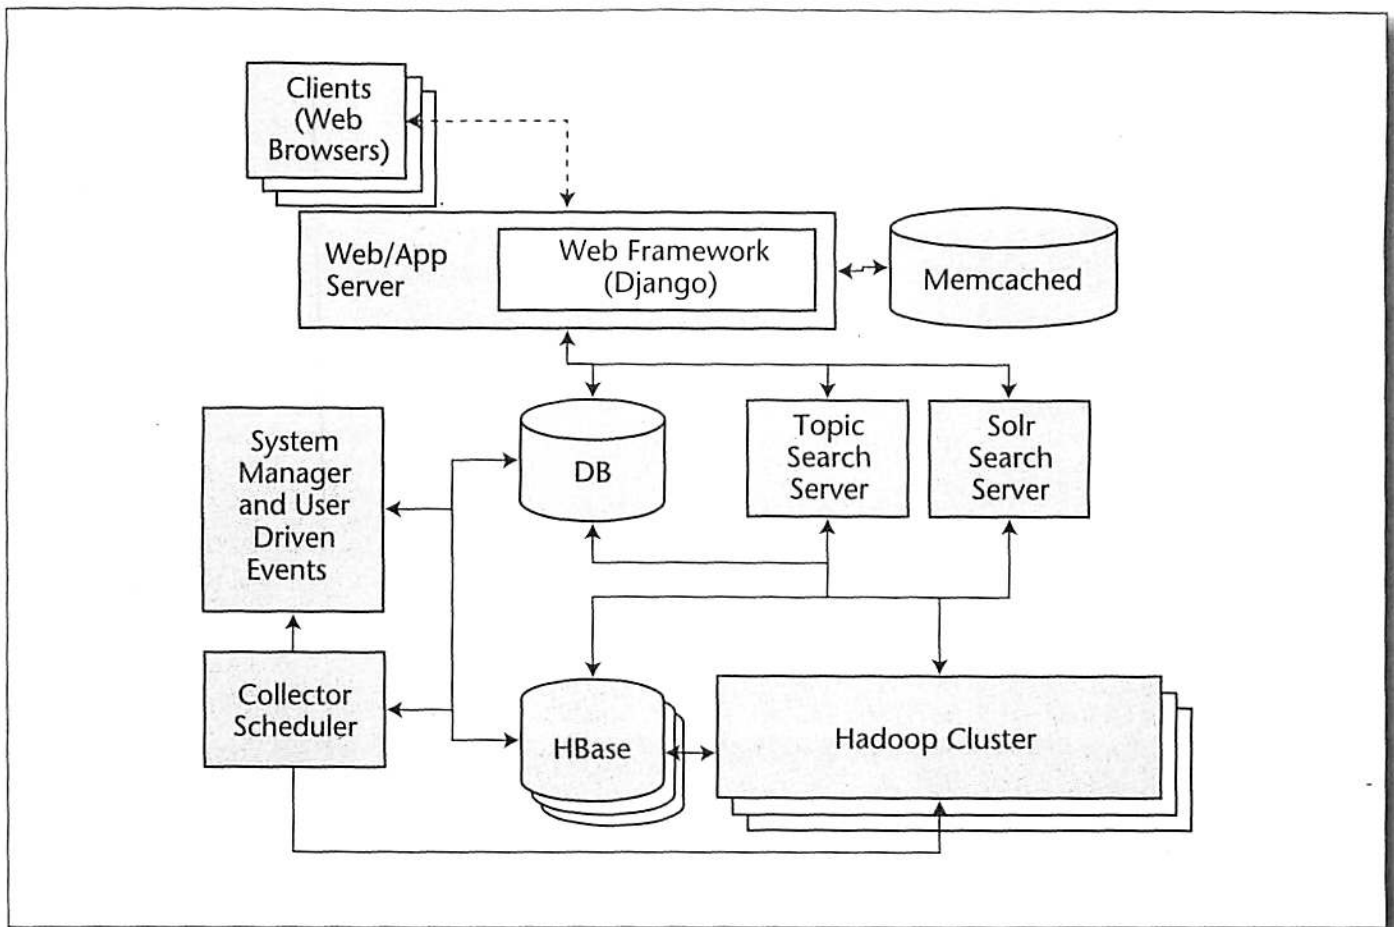 Clients
(Web
Browsers)
Web/App
Server
Web Framework
(Django)
Memcached
System
Manager
and User
Driven
Events
DB
Topic
Search
Server
Solr
Search
Server
Collector
Scheduler
HBase
Hadoop Cluster